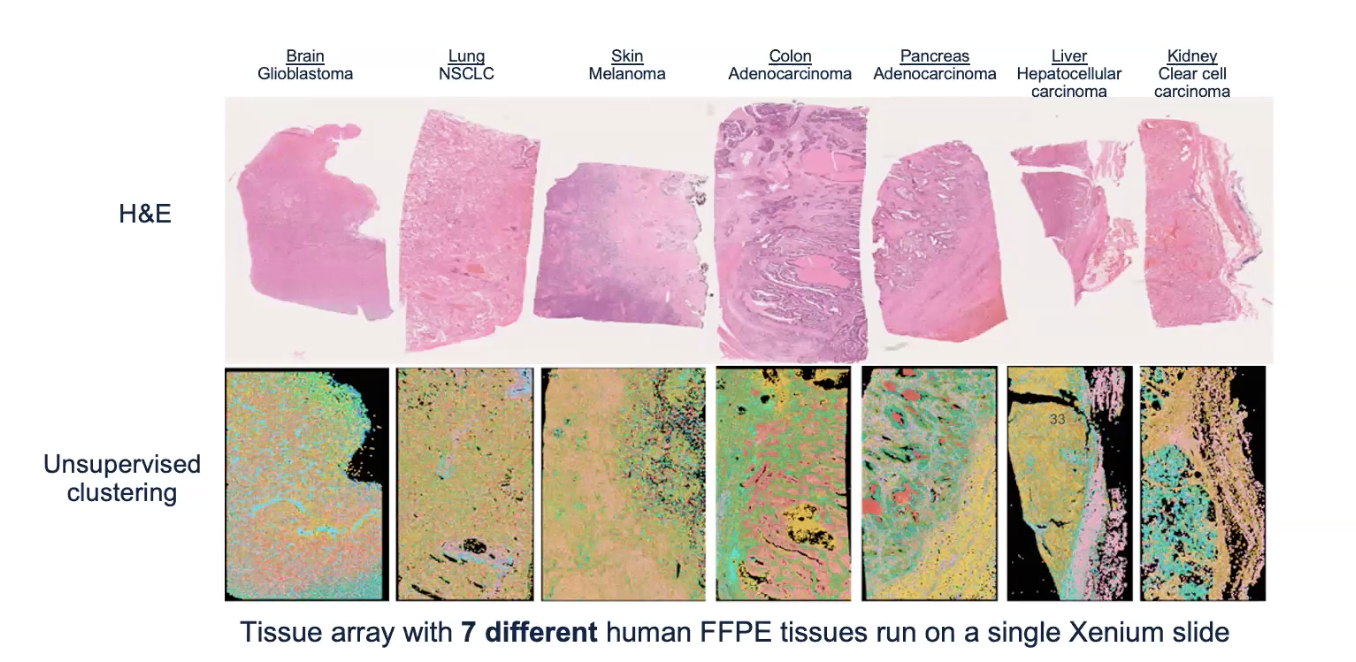 Brain
Glioblastoma
Lung
NSCLC
Skin
Melanoma
Colon
Adenocarcinoma
Pancreas
Adenocarcinoma
Liver
Hepatocellular
carcinoma
Kidney
Clear cell
carcinoma
H&E
33
Unsupervised
clustering
Tissue array with 7 different human FFPE tissues run on a single Xenium slide